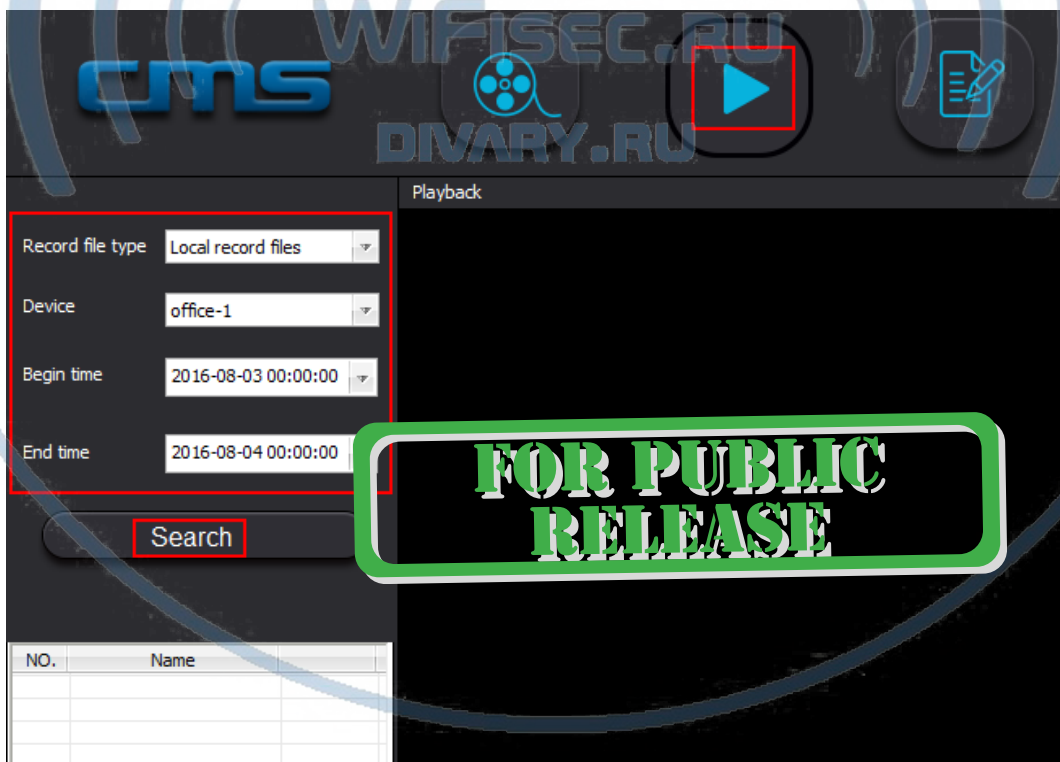 WIFISEC.RU
cms
DIVARY.RU
Playback
Record file type Local record files
Device office-1
Begin time 2016-08-03 00:00:00
End time 2016-08-04 00:00:00
FOR PUBLIC
RELEASE
Search
NO. Name